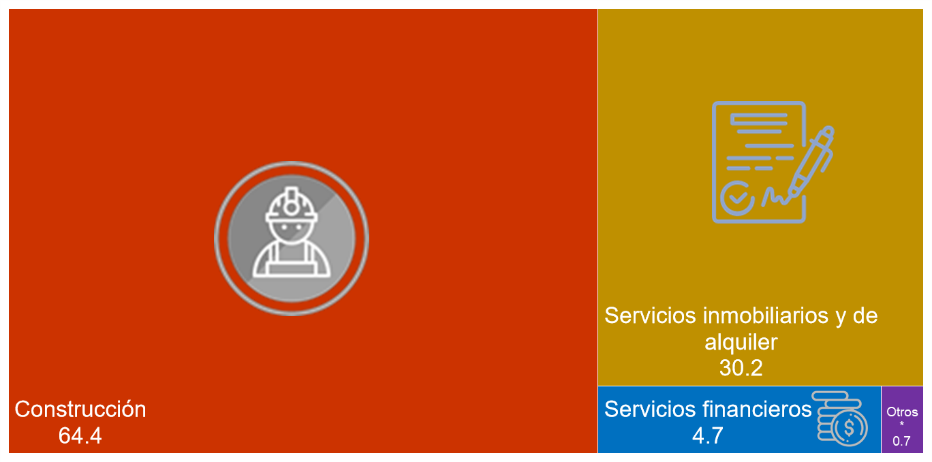 Construcción
64.4
Servicios inmobiliarios y de
alquiler
30.2
Servicios financieros
4.7
Otros
*
0.7